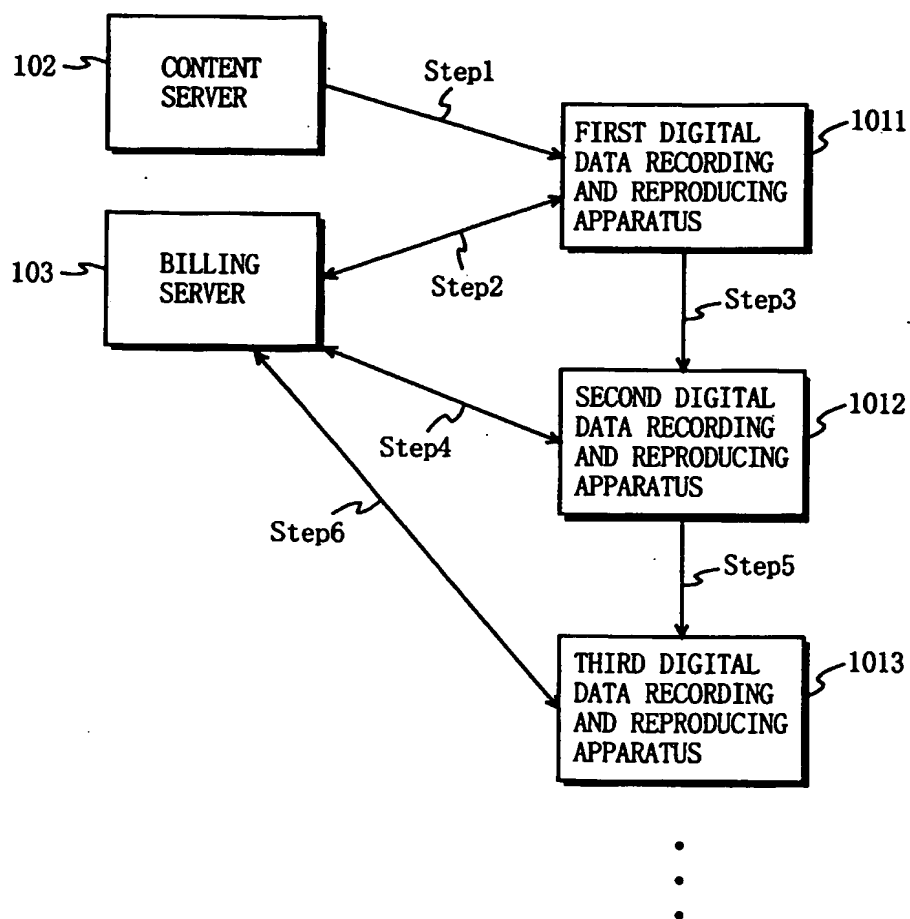 102
CONTENT
SERVER
Step1
FIRST DIGITAL
DATA RECORDING
AND REPRODUCING
APPARATUS
1011
103
BILLING
SERVER
Step2
Step3
SECOND DIGITAL
DATA RECORDING
AND REPRODUCING
APPARATUS
1012
Step4
Step6
Step5
THIRD DIGITAL
DATA RECORDING
AND REPRODUCING
APPARATUS
1013